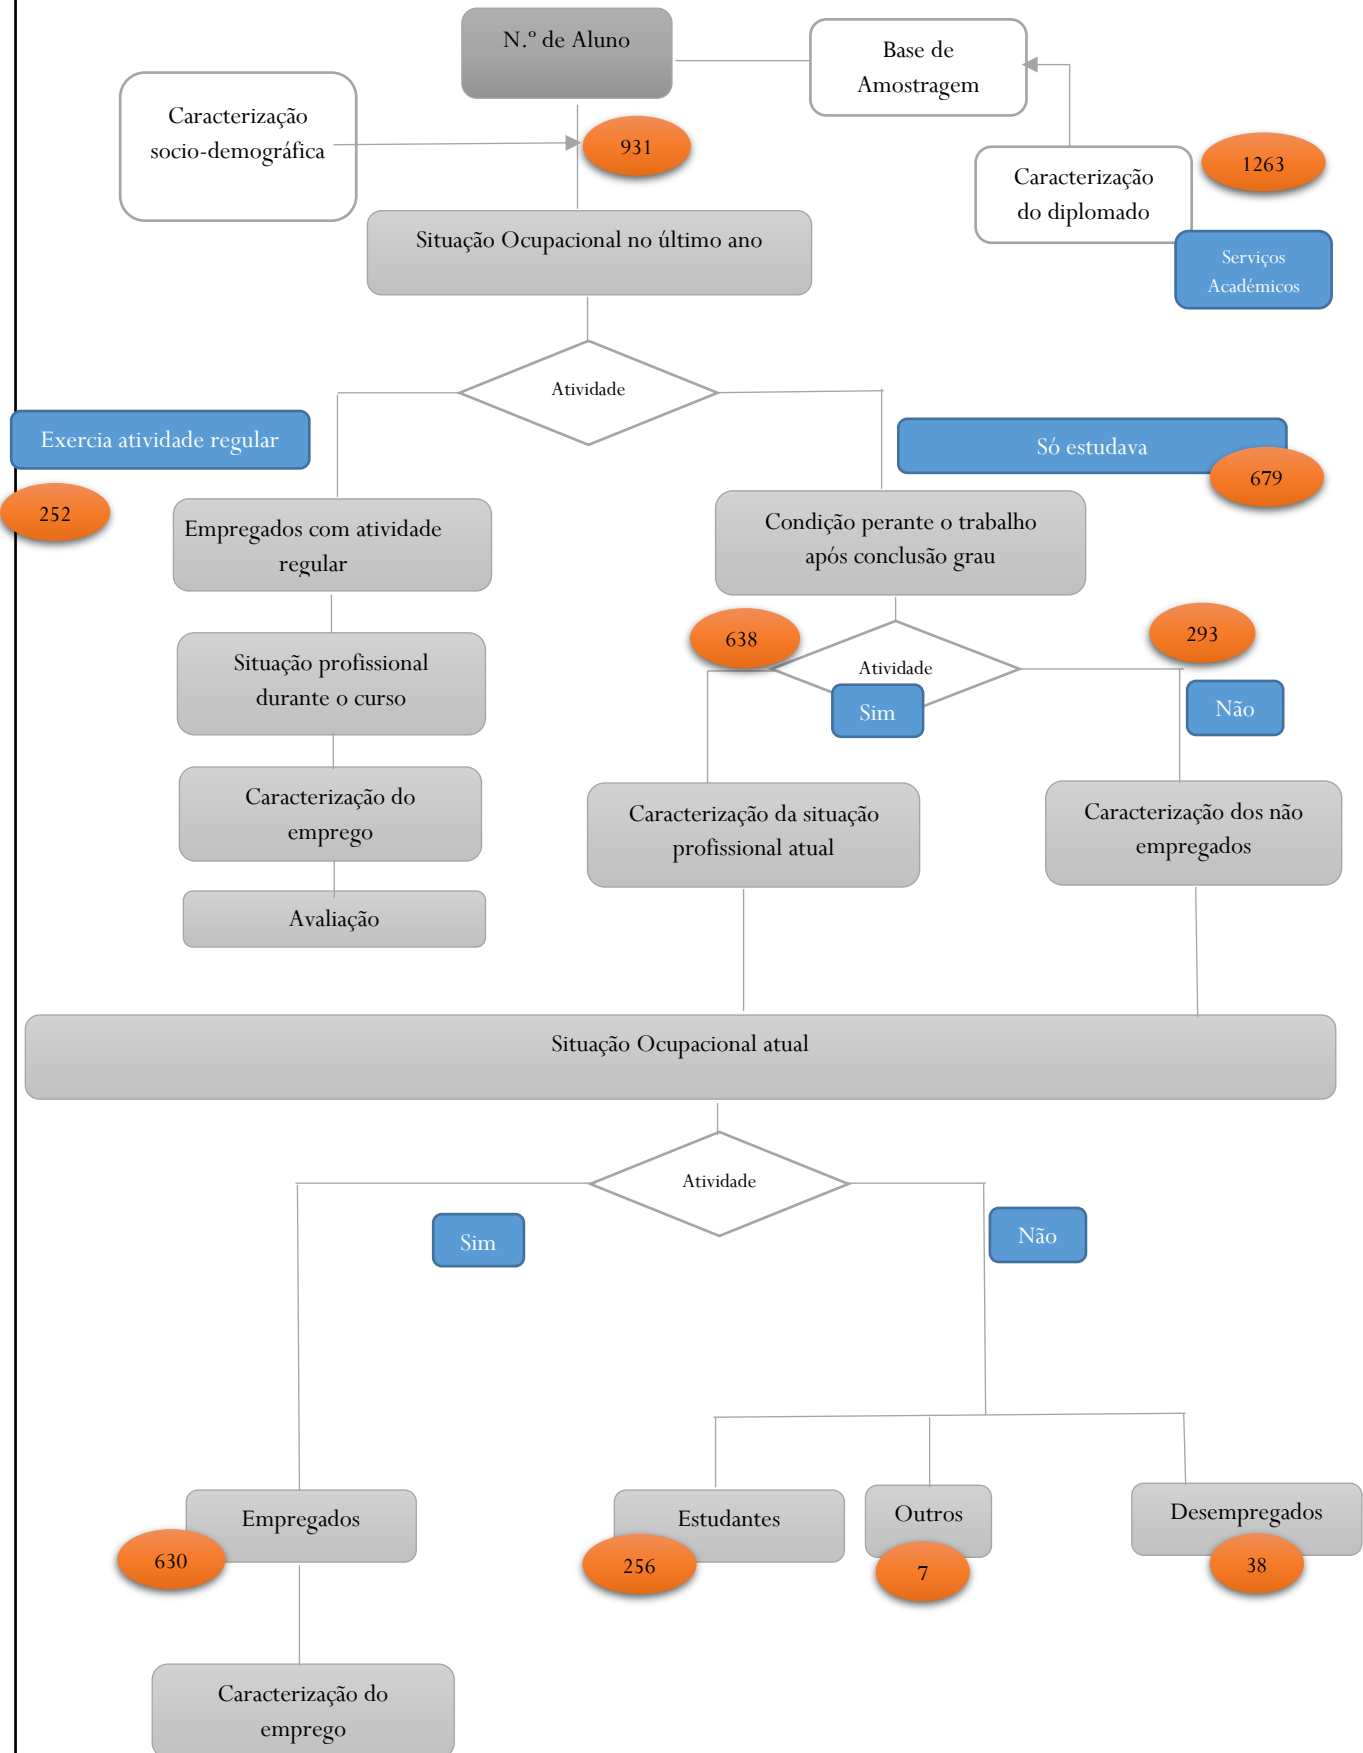 N.º de Aluno
Base de
Amostragem
Caracterização
socio-demográfica
931
1263
Caracterização
do diplomado
Situação Ocupacional no último ano
Serviços
Académicos
Atividade
Exercia atividade regular
Só estudava
679
252
Empregados com atividade
regular
Condição perante o trabalho
após conclusão grau
638
293
Situação profissional
durante o curso
Atividade
Sim
Não
Caracterização do
emprego
Caracterização da situação
profissional atual
Caracterização dos não
empregados
Avaliação
Situação Ocupacional atual
Atividade
Sim
Não
Empregados
630
Estudantes
256
Outros
7
Desempregados
38
Caracterização do
emprego